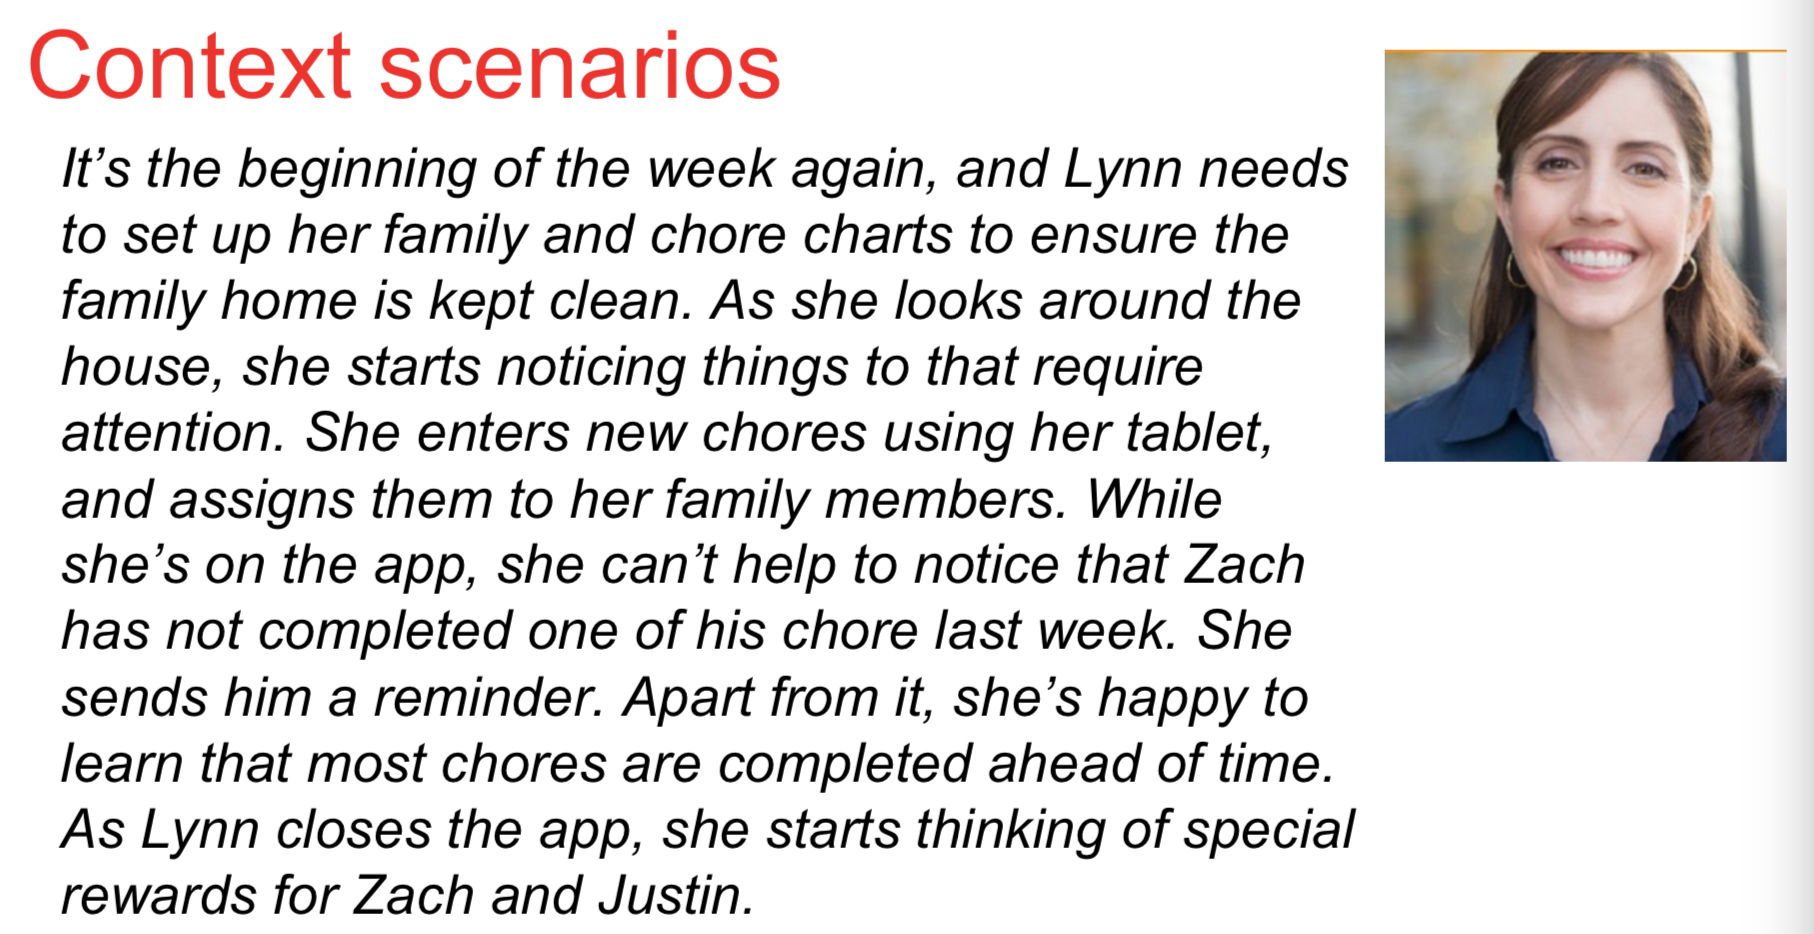 Context scenarios
It’s the beginning of the week again, and Lynn needs
to set up her family and chore charts to ensure the
family home is kept clean. As she looks around the
house, she starts noticing things to that require
attention. She enters new chores using her tablet,
and assigns them to her family members. While
she’s on the app, she can’t help to notice that Zach
has not completed one of his chore last week. She
sends him a reminder. Apart from it, she’s happy to
learn that most chores are completed ahead of time.
As Lynn closes the app, she starts thinking of special
rewards for Zach and Justin.